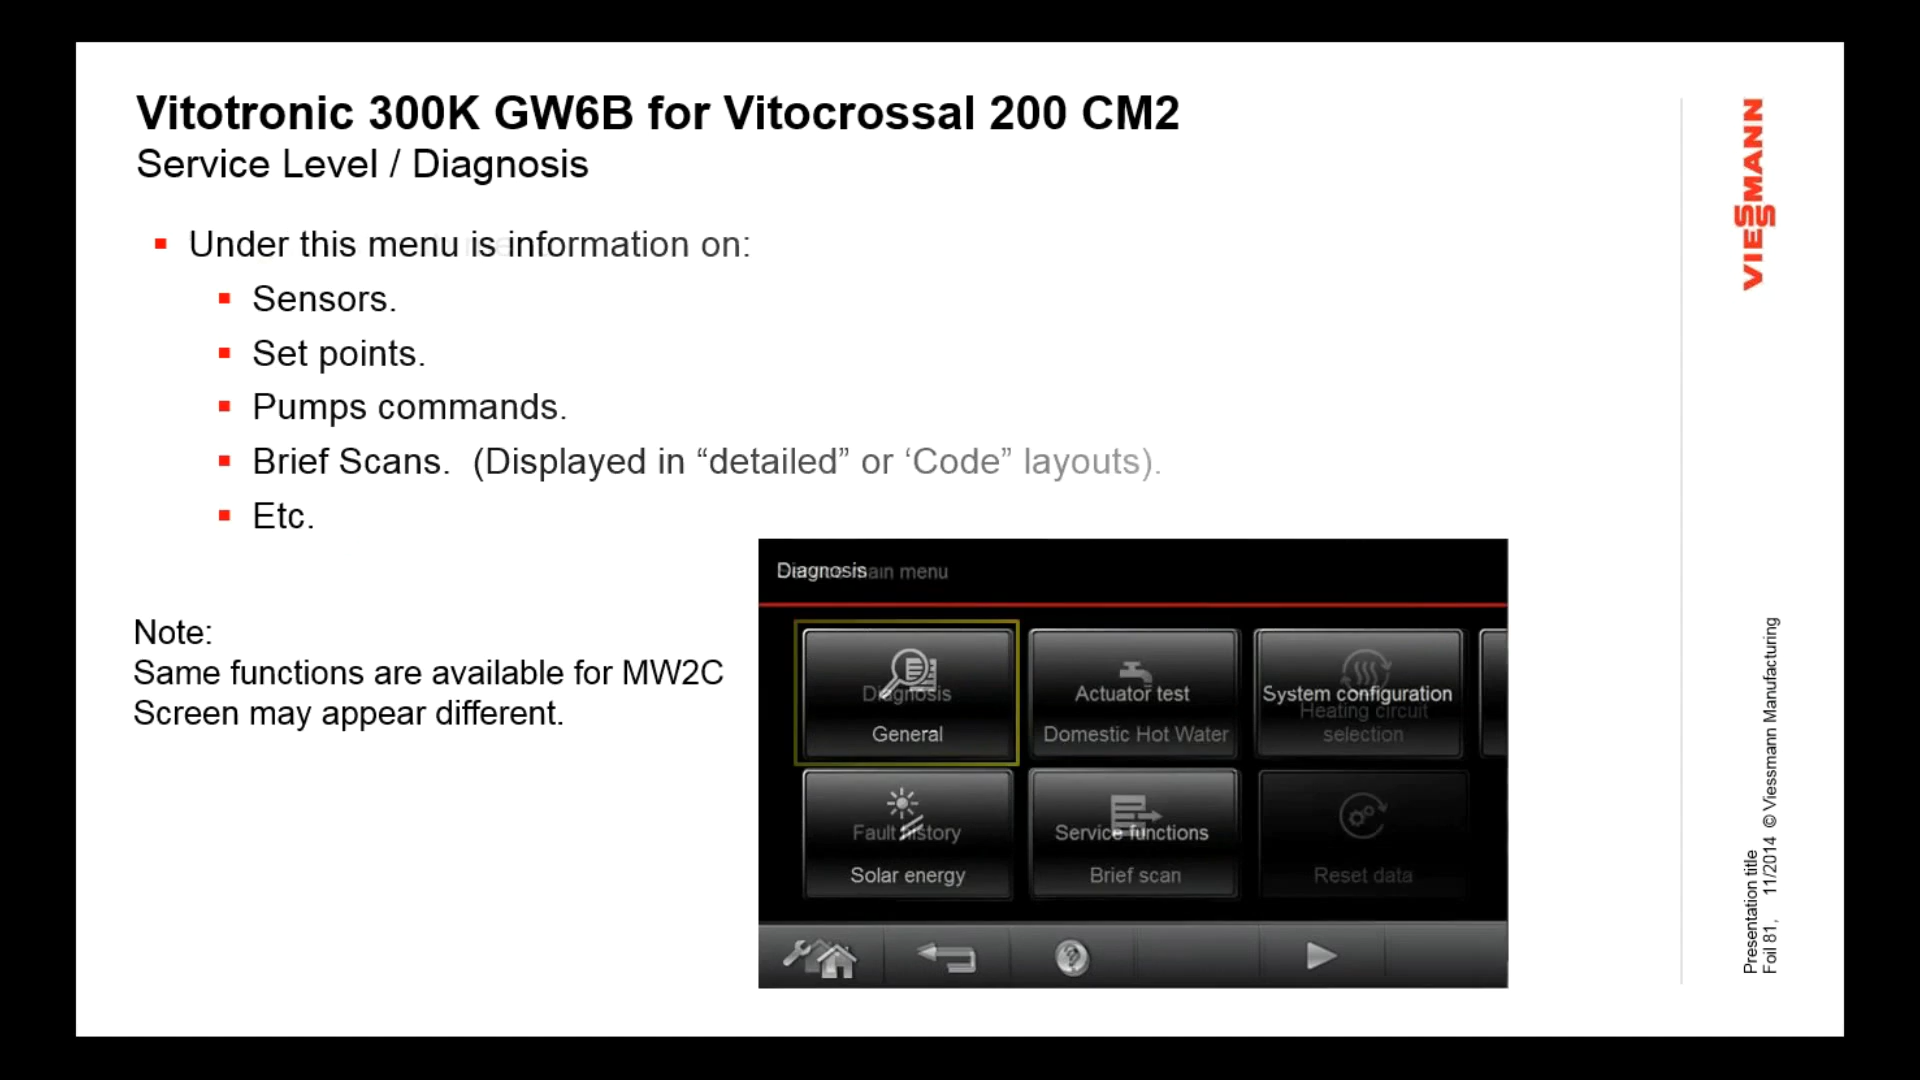 Vitotronic 300K GW6B for Vitocrossal 200 CM2
Service Level / Diagnosis
Under this menu is information on:
Sensors.
Set points.
Pumps commands.
Brief Scans.  (Displayed in “detailed” or ‘Code” layouts).
Etc.
Note:
Same functions are available for MW2C
Screen may appear different.
Diagnosis
main menu
Diagnosis
General
Actuator test
Domestic Hot Water
System configuration
Heating circuit
selection
Fault history
Solar energy
Service functions
Brief scan
Reset data
VIESSMANN
Presentation title
Foil 81,    11/2014 © Viessmann Manufacturing